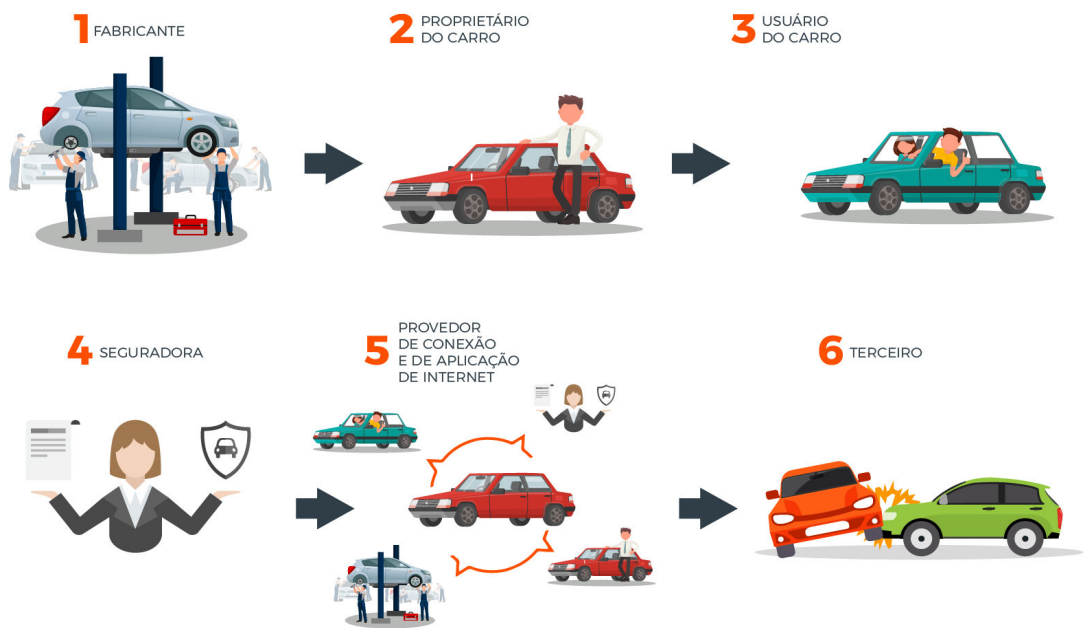 1 FABRICANTE
2 PROPRIETÁRIO
DO CARRO
3 USUÁRIO
DO CARRO
4 SEGURADORA
5 PROVEDOR
DE CONEXÃO
E DE APLICAÇÃO
DE INTERNET
6 TERCEIRO